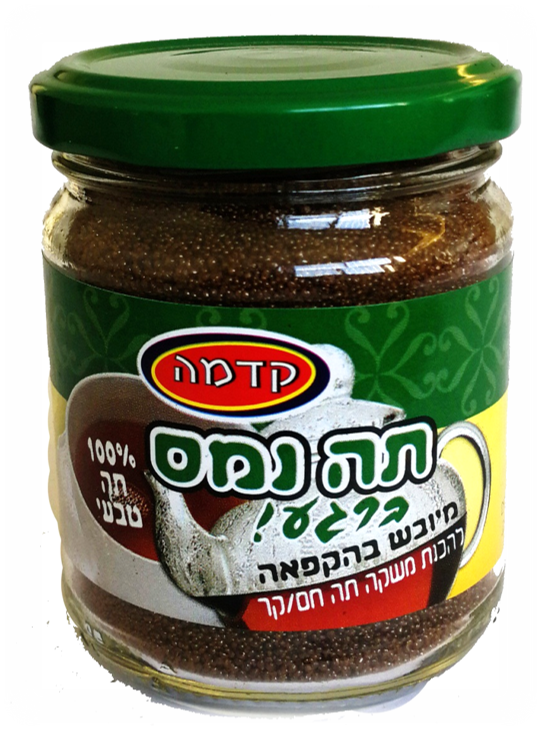 קדמה
תה נמס
ברגע!
מיובש בהקפאה
להכנת משקה תה חם/קר
100%
תה
טבעי